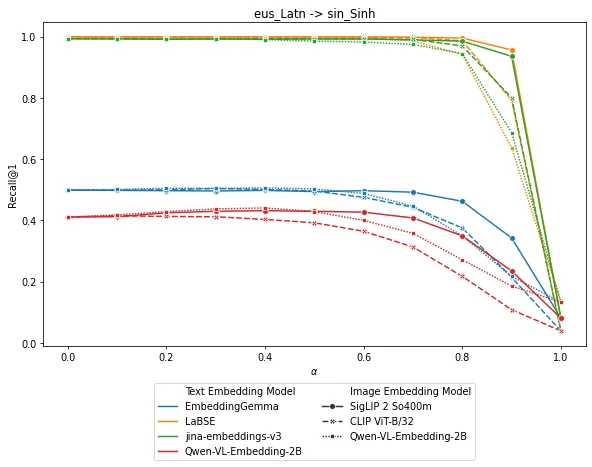 eus_Latn -> sin_Sinh
Recall@1
1.0
0.8
0.6
0.4
0.2
0.0
0.0 0.2 0.4 0.6 0.8 1.0
α
Text Embedding Model
EmbeddingGemma
LaBSE
jina-embeddings-v3
Qwen-VL-Embedding-2B
Image Embedding Model
SigLIP 2 So400m
CLIP ViT-B/32
Qwen-VL-Embedding-2B